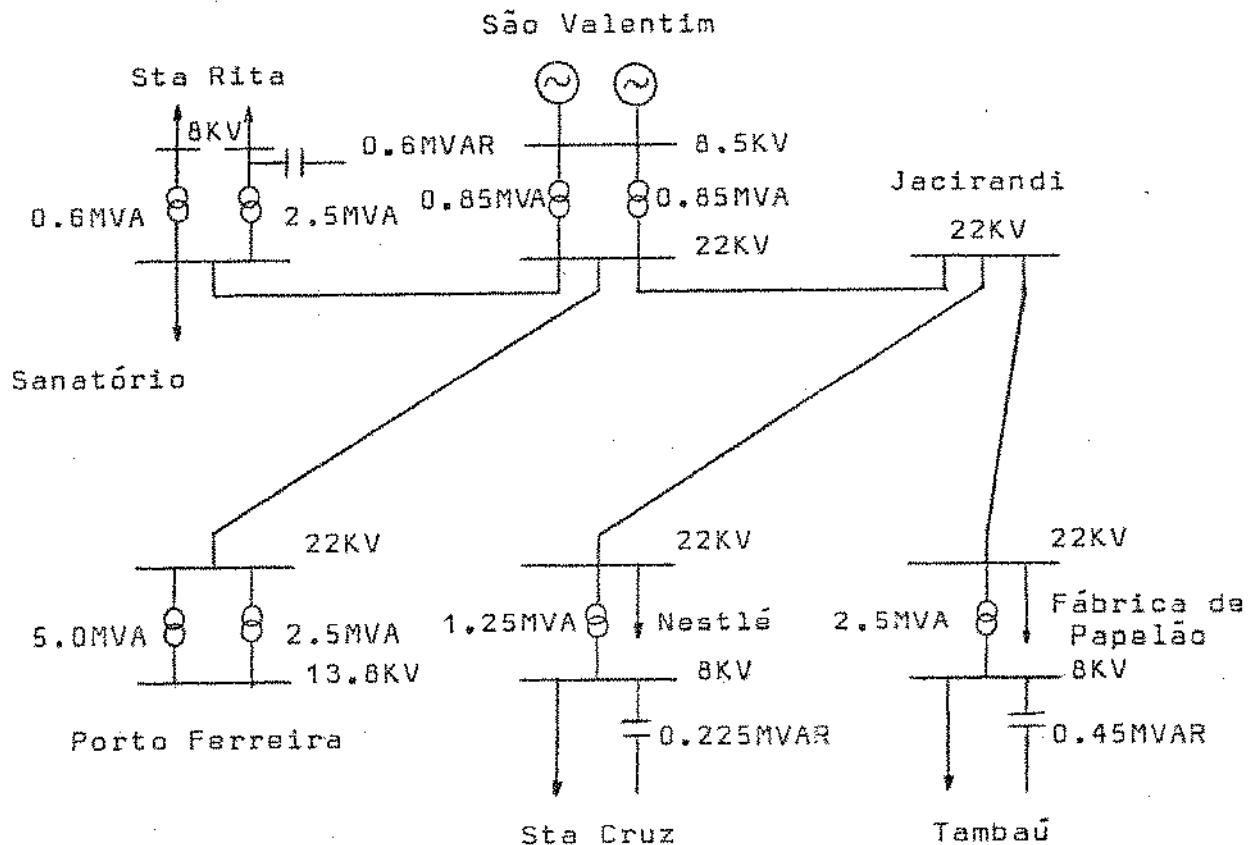 São Valentim
Sta Rita
8KV
0.6MVAR
8.5KV
Jacirandi
0.6MVA
2.5MVA
0.85MVA
0.85MVA
22KV
22KV
Sanatório
22KV
22KV
22KV
5.0MVA
2.5MVA
1.25MVA
Nestlé
2.5MVA
Fábrica de
Papelão
13.8KV
8KV
8KV
Porto Ferreira
0.225MVAR
0.45MVAR
Sta Cruz
Tambaú